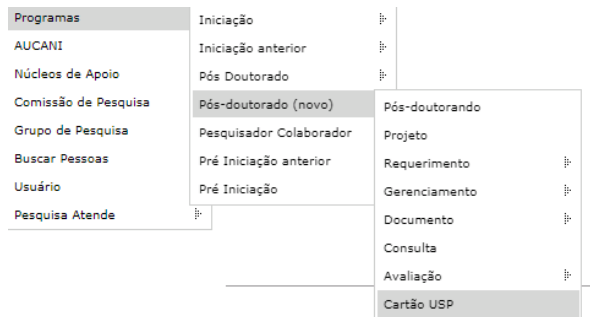 Programas
AUCANI
Núcleos de Apoio
Comissão de Pesquisa
Grupo de Pesquisa
Buscar Pessoas
Usuário
Pesquisa Atende
Iniciação
Iniciação anterior
Pós Doutorado
Pós-doutorado (novo)
Pesquisador Colaborador
Pré Iniciação anterior
Pré Iniciação
Pós-doutorando
Projeto
Requerimento
Gerenciamento
Documento
Consulta
Avaliação
Cartão USP